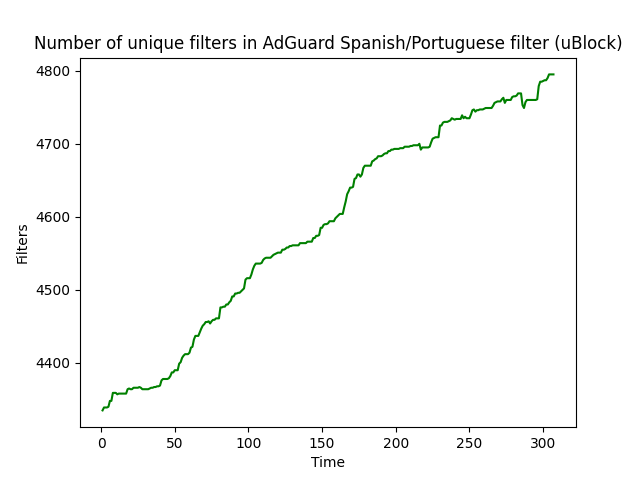 Number of unique filters in AdGuard Spanish/Portuguese filter (uBlock)
4800
4700
4600
4500
4400
Filters
0 50 100 150 200 250 300
Time